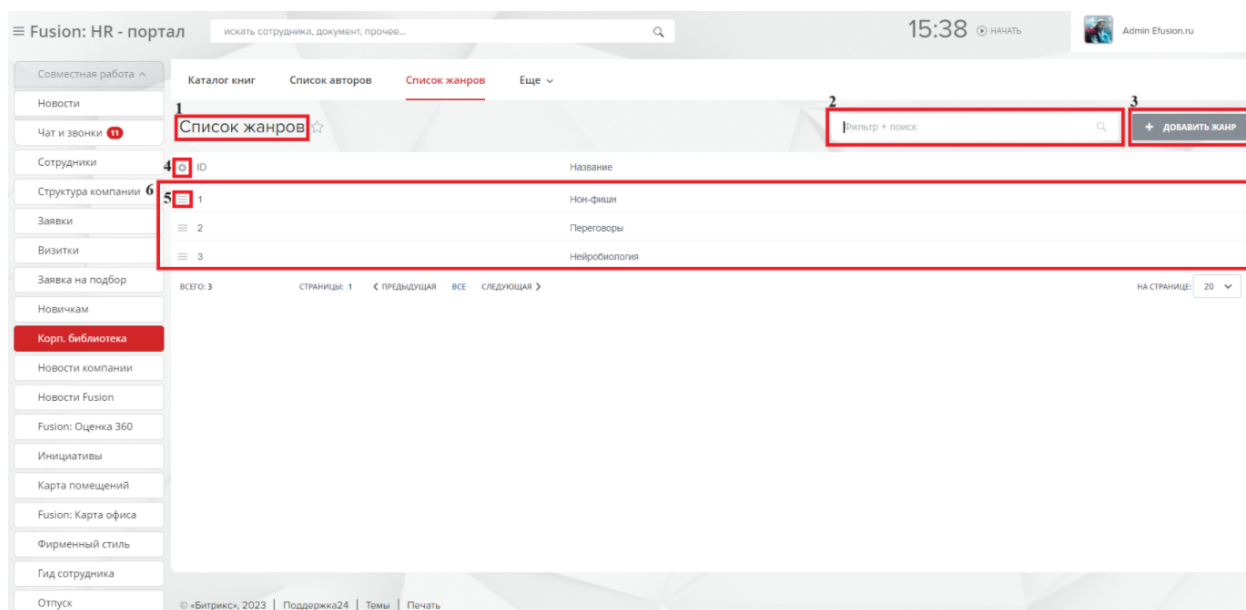 Fusion: HR - портал
искать сотрудника, документ, прочее...
15:38 НАЧАТЬ
Admin Efusion.ru
Совместная работа
Каталог книг Список авторов Список жанров Еще
Новости
1 2 3
Чат и звонки 11
Список жанров
Фильтр + поиск
+ ДОБАВИТЬ ЖАНР
Сотрудники
4 ID Название
Структура компании
6
5 1 Нон-фишн
Заявки
2 Переговоры
Визитки
3 Нейробиология
Заявка на подбор
ВСЕГО: 3 СТРАНИЦЫ: 1 ПРЕДЫДУЩАЯ ВСЕ СЛЕДУЮЩАЯ НА СТРАНИЦЕ: 20
Новичкам
Корп. библиотека
Новости компании
Новости Fusion
Fusion: Оценка 360
Инициативы
Карта помещений
Fusion: Карта офиса
Фирменный стиль
Гид сотрудника
Отпуск
© «Битрикс», 2023 | Поддержка24 | Темы | Печать